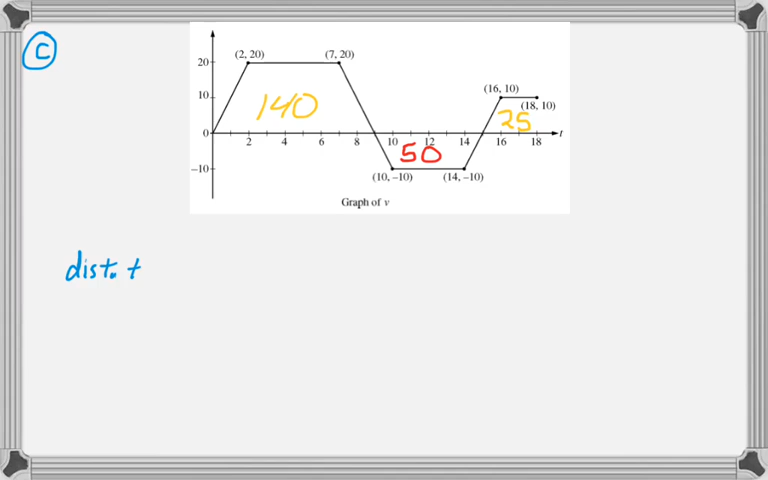 C
(2, 20) (7, 20)
20
(16, 10)
10
(18, 10)
140
25
0
2 4 6 8 10 12 14 16 18 t
50
−10
(10, −10) (14, −10)
Graph of v
dist. t